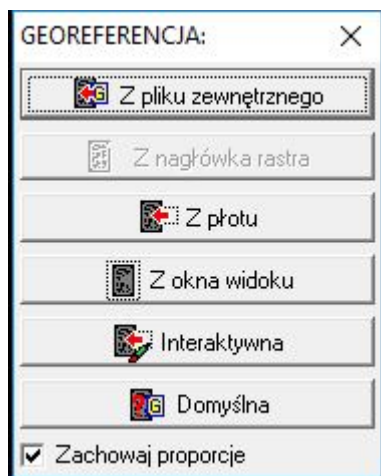 GEOREFERENCJA:
Z pliku zewnętrznego
Z nagłówka rastra
Z płotu
Z okna widoku
Interaktywna
Domyślna
Zachowaj proporcje